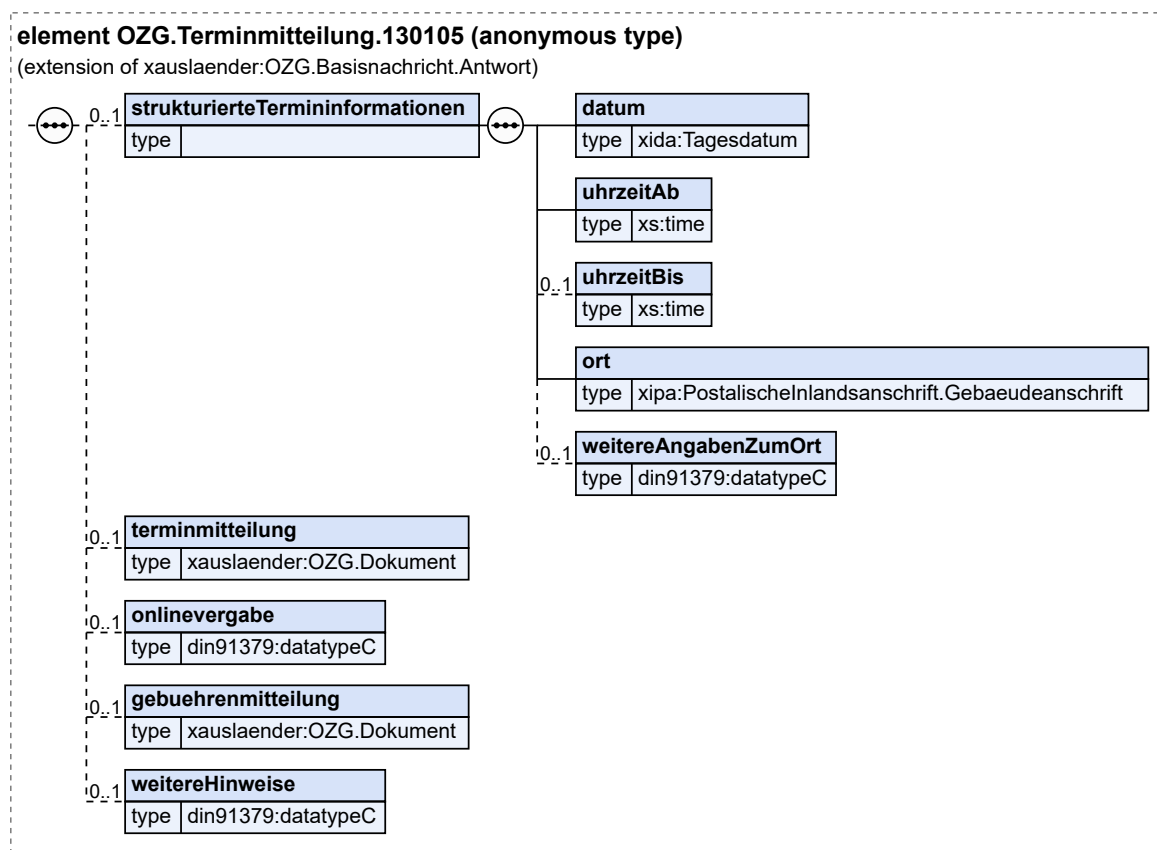 element OZG.Terminmitteilung.130105 (anonymous type)
(extension of xauslaender:OZG.Basisnachricht.Antwort)
0..1 strukturierteTermininformationen
type
datum
type xida:Tagesdatum
uhrzeitAb
type xs:time
0..1 uhrzeitBis
type xs:time
ort
type xipa:PostalischeInlandsanschrift.Gebaeudeanschrift
0..1 weitereAngabenZumOrt
type din91379:datatypeC
0..1 terminmitteilung
type xauslaender:OZG.Dokument
0..1 onlinevergabe
type din91379:datatypeC
0..1 gebuehrenmitteilung
type xauslaender:OZG.Dokument
0..1 weitereHinweise
type din91379:datatypeC